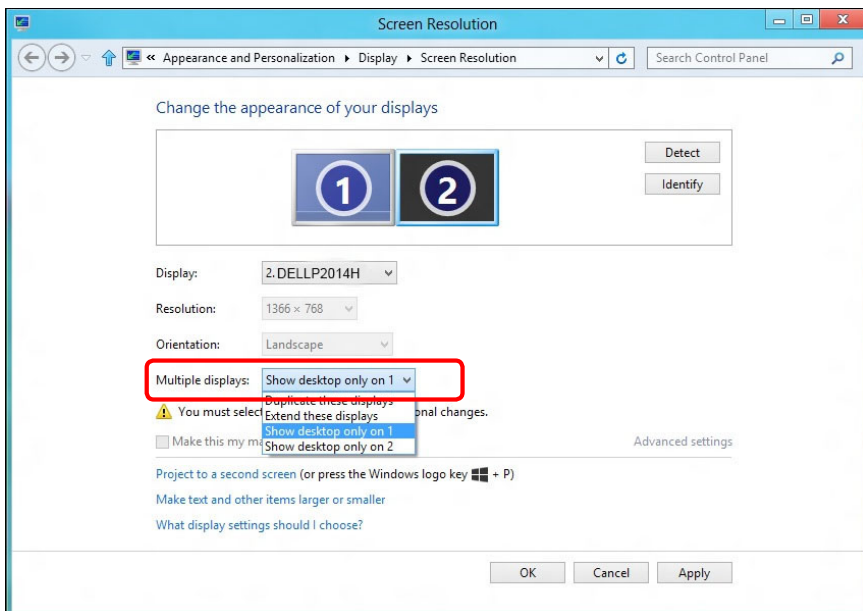 Screen Resolution
« Appearance and Personalization Display Screen Resolution Search Control Panel
Change the appearance of your displays
1 2
Detect
Identify
Display: 2. DELLP2014H
Resolution: 1366 × 768
Orientation: Landscape
Multiple displays: Show desktop only on 1
Duplicate these displays
You must selec onal changes.
Extend these displays
Show desktop only on 1
Make this my m
Show desktop only on 2
Advanced settings
Project to a second screen (or press the Windows logo key + P)
Make text and other items larger or smaller
What display settings should I choose?
OK Cancel Apply